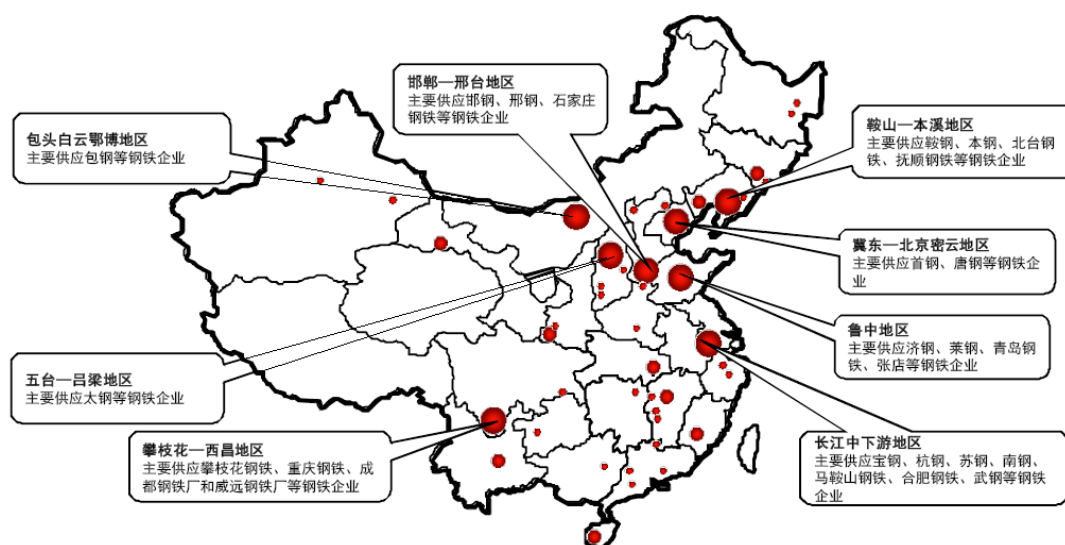 邯郸—邢台地区
主要供应邯钢、邢钢、石家庄
钢铁等钢铁企业
包头白云鄂博地区
主要供应包钢等钢铁企业
鞍山—本溪地区
主要供应鞍钢、本钢、北台钢
铁、抚顺钢铁等钢铁企业
冀东—北京密云地区
主要供应首钢、唐钢等钢铁企
业
鲁中地区
主要供应济钢、莱钢、青岛钢
铁、张店等钢铁企业
五台—吕梁地区
主要供应太钢等钢铁企业
攀枝花—西昌地区
主要供应攀枝花钢铁、重庆钢铁、成
都钢铁厂和威远钢铁厂等钢铁企业
长江中下游地区
主要供应宝钢、杭钢、苏钢、南钢、
马鞍山钢铁、合肥钢铁、武钢等钢铁
企业